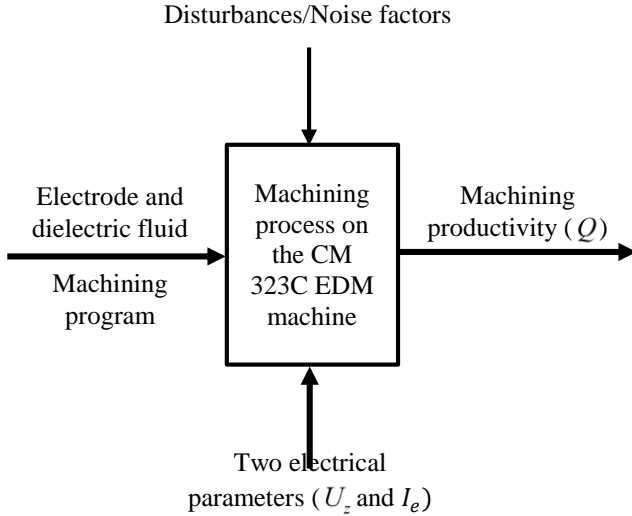 Disturbances/Noise factors
Electrode and
dielectric fluid
Machining
program
Machining
process on
the CM
323C EDM
machine
Machining
productivity (Q)
Two electrical
parameters (U_z and I_e)